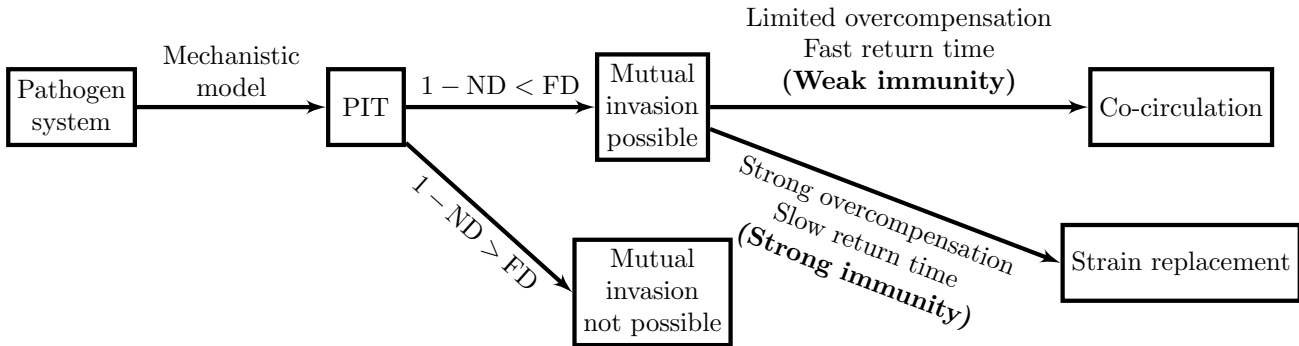 Pathogen
system
Mechanistic
model
PIT
1 − ND < FD
Mutual
invasion
possible
Limited overcompensation
Fast return time
(Weak immunity)
Co-circulation
1 − ND > FD
Mutual
invasion
not possible
Strong overcompensation
Slow return time
(Strong immunity)
Strain replacement